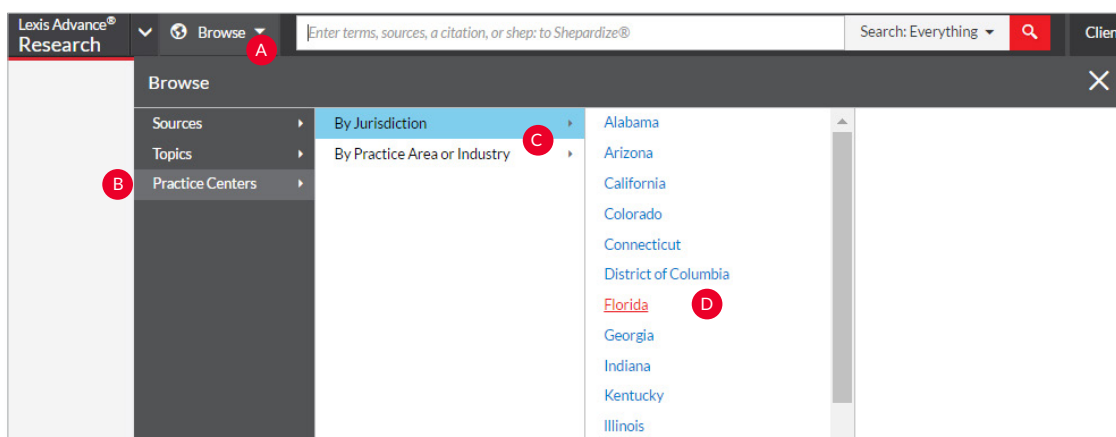 Lexis Advance®
Research
Browse
A
Enter terms, sources, a citation, or shep: to Shepardize®
Search: Everything
Clien
Browse
Sources
Topics
B
Practice Centers
By Jurisdiction
C
By Practice Area or Industry
Alabama
Arizona
California
Colorado
Connecticut
District of Columbia
Florida
D
Georgia
Indiana
Kentucky
Illinois